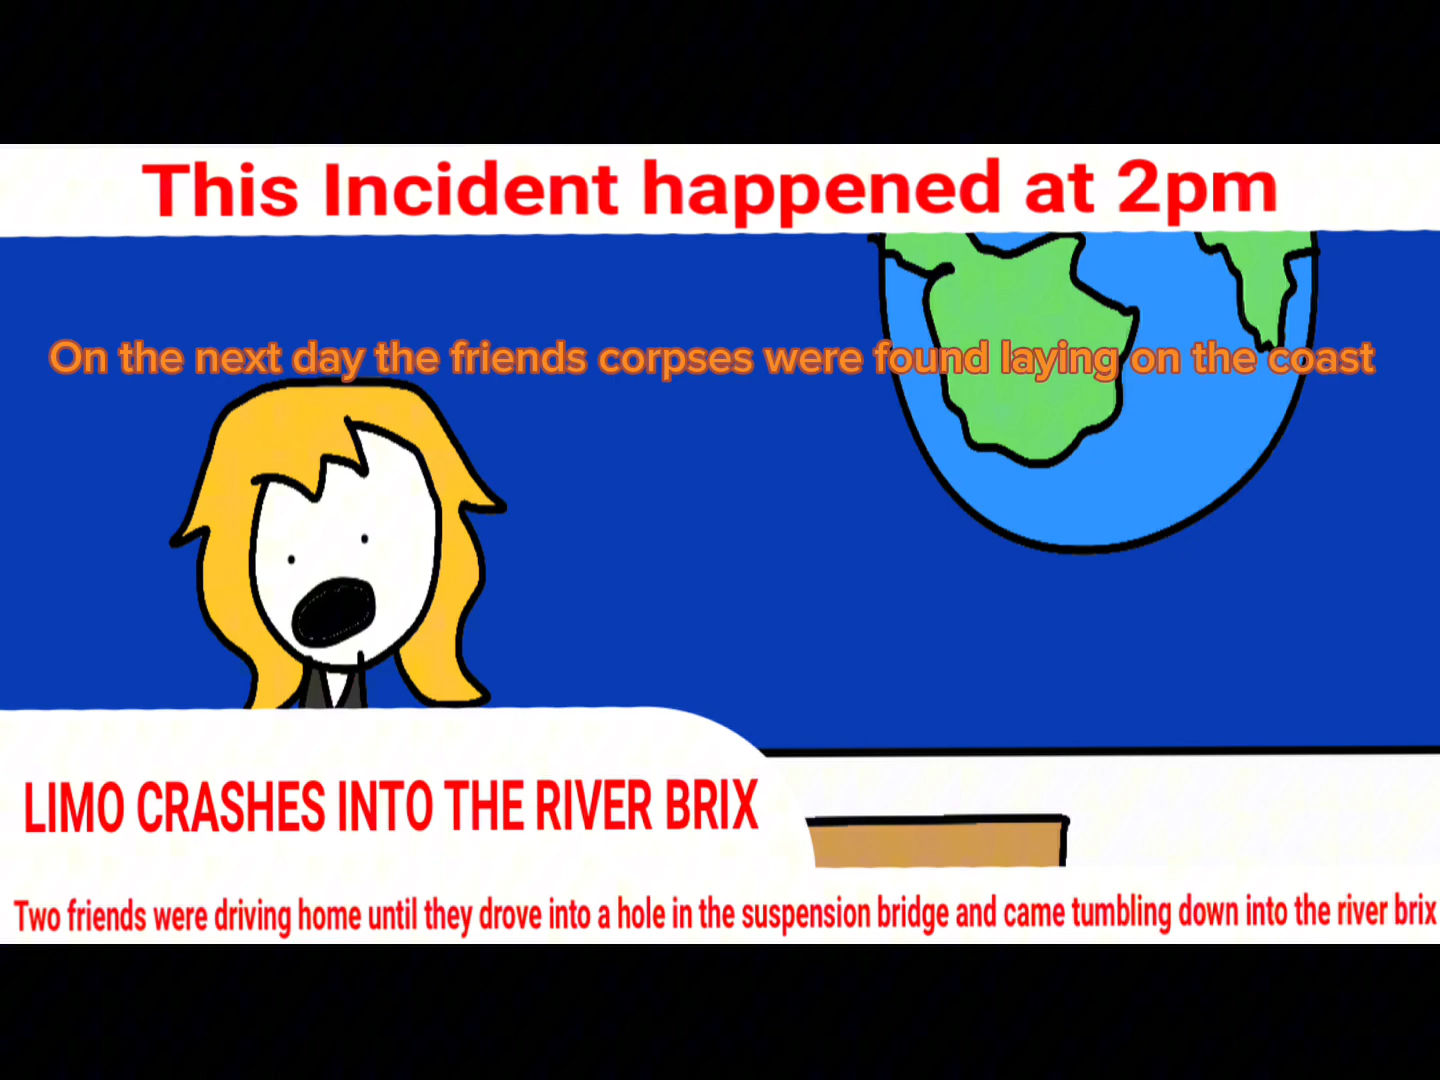 This Incident happened at 2pm
On the next day the friends corpses were found laying on the coast
LIMO CRASHES INTO THE RIVER BRIX
Two friends were driving home until they drove into a hole in the suspension bridge and came tumbling down into the river brix